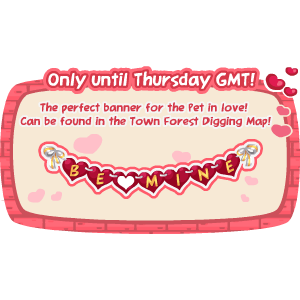 Only until Thursday GMT!
The perfect banner for the Pet in love!
Can be found in the Town Forest Digging Map!
BE MINE